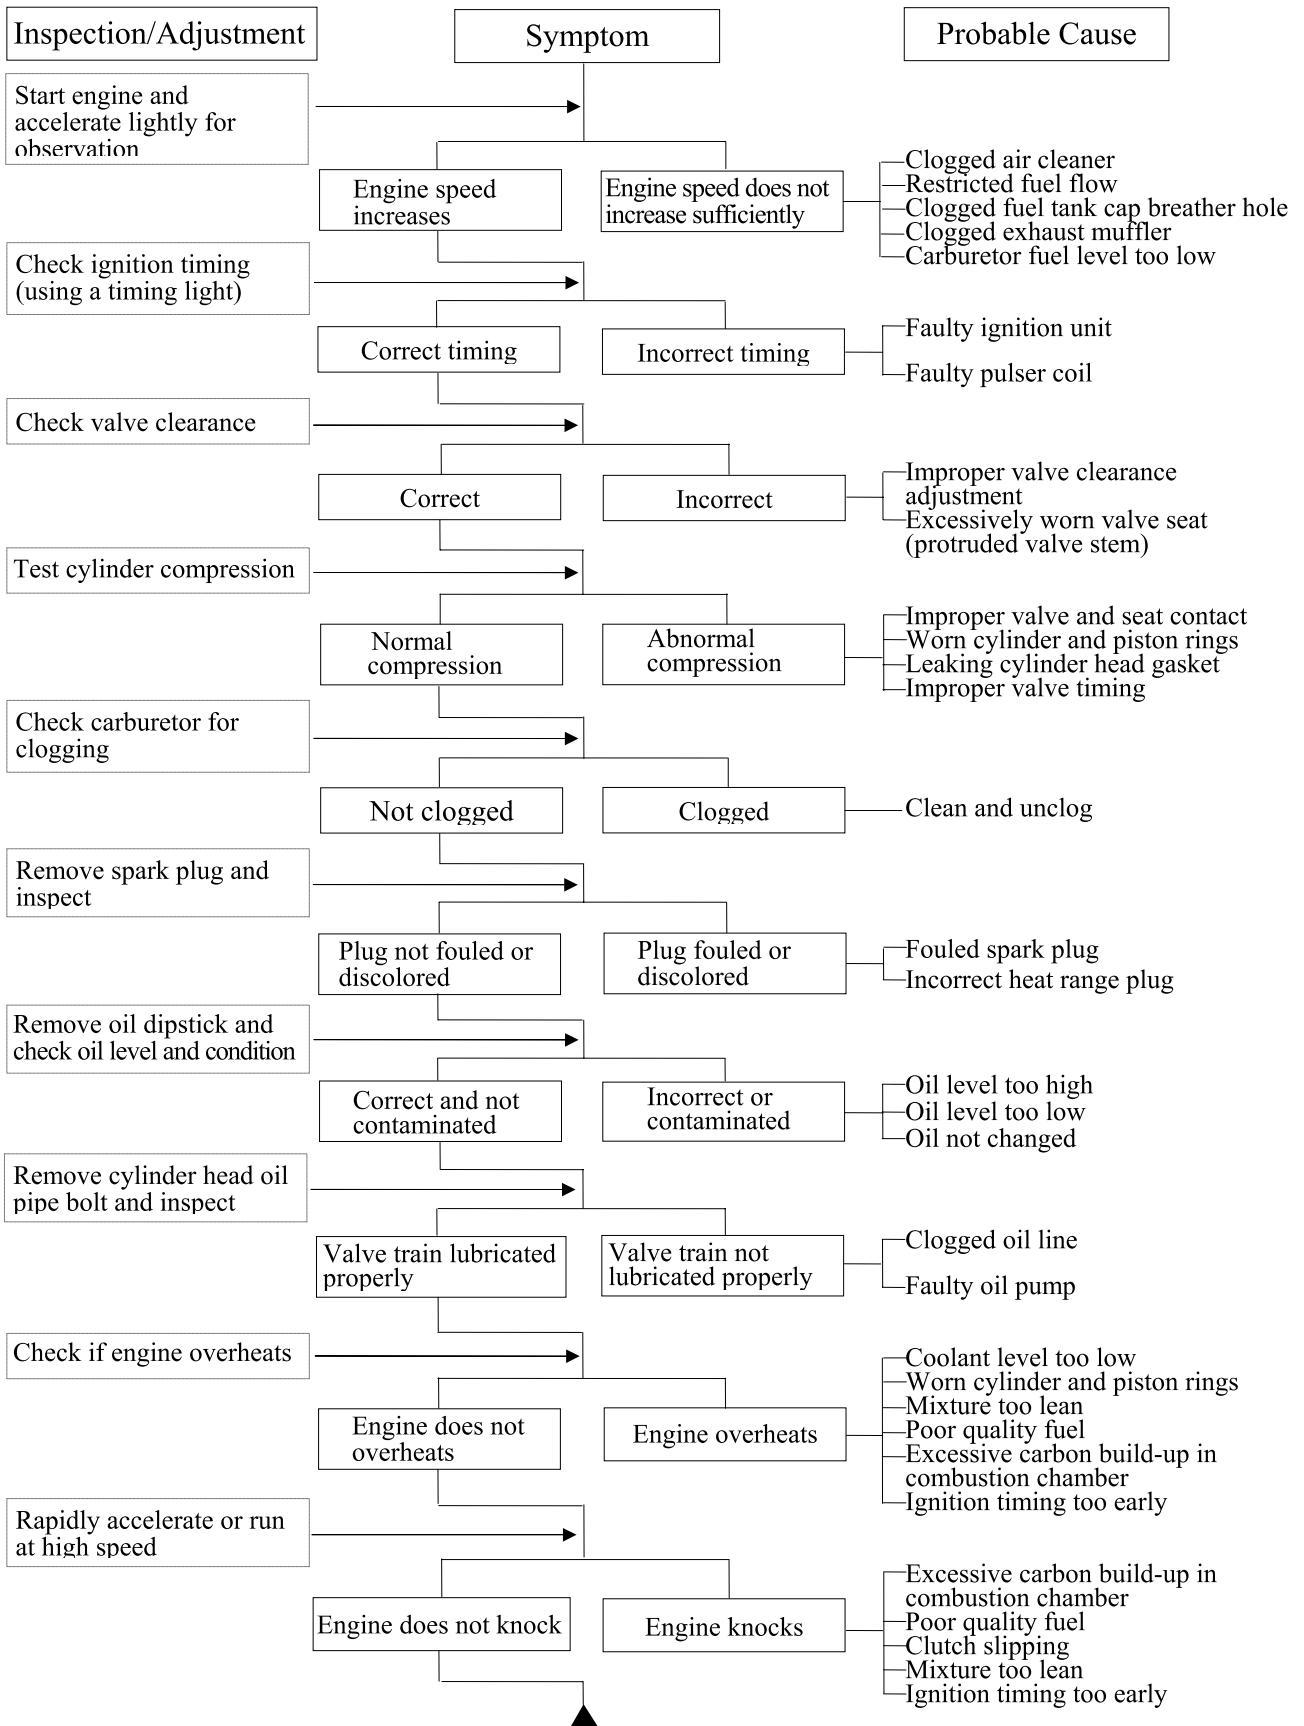 Inspection/Adjustment
Symptom
Probable Cause
Start engine and
accelerate lightly for
observation
Engine speed
increases
Engine speed does not
increase sufficiently
Clogged air cleaner
Restricted fuel flow
Clogged fuel tank cap breather hole
Clogged exhaust muffler
Carburetor fuel level too low
Check ignition timing
(using a timing light)
Correct timing
Incorrect timing
Faulty ignition unit
Faulty pulser coil
Check valve clearance
Correct
Incorrect
Improper valve clearance
adjustment
Excessively worn valve seat
(protruded valve stem)
Test cylinder compression
Normal
compression
Abnormal
compression
Improper valve and seat contact
Worn cylinder and piston rings
Leaking cylinder head gasket
Improper valve timing
Check carburetor for
clogging
Not clogged
Clogged
Clean and unclog
Remove spark plug and
inspect
Plug not fouled or
discolored
Plug fouled or
discolored
Fouled spark plug
Incorrect heat range plug
Remove oil dipstick and
check oil level and condition
Correct and not
contaminated
Incorrect or
contaminated
Oil level too high
Oil level too low
Oil not changed
Remove cylinder head oil
pipe bolt and inspect
Valve train lubricated
properly
Valve train not
lubricated properly
Clogged oil line
Faulty oil pump
Check if engine overheats
Engine does not
overheats
Engine overheats
Coolant level too low
Worn cylinder and piston rings
Mixture too lean
Poor quality fuel
Excessive carbon build-up in
combustion chamber
Ignition timing too early
Rapidly accelerate or run
at high speed
Engine does not knock
Engine knocks
Excessive carbon build-up in
combustion chamber
Poor quality fuel
Clutch slipping
Mixture too lean
Ignition timing too early